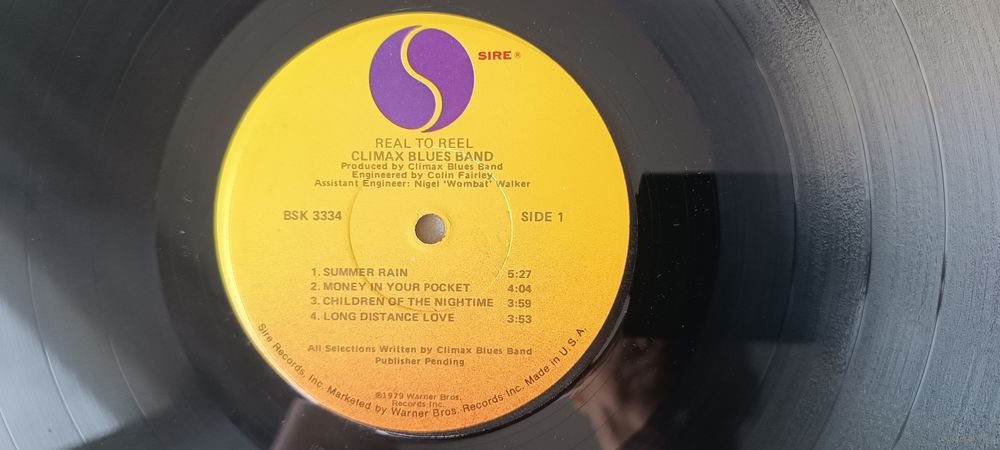 SIRE®
REAL TO REEL
CLIMAX BLUES BAND
Produced by Climax Blues Band
Engineered by Colin Fairley
Assistant Engineer: Nigel 'Wombat' Walker
BSK 3334 SIDE 1
1. SUMMER RAIN 5:27
2. MONEY IN YOUR POCKET 4:04
3. CHILDREN OF THE NIGHTIME 3:59
4. LONG DISTANCE LOVE 3:53
All Selections Written by Climax Blues Band
Publisher Pending
℗1979 Warner Bros.
Records Inc.
Sire Records, Inc. Marketed by Warner Bros. Records Inc. Made in U.S.A.